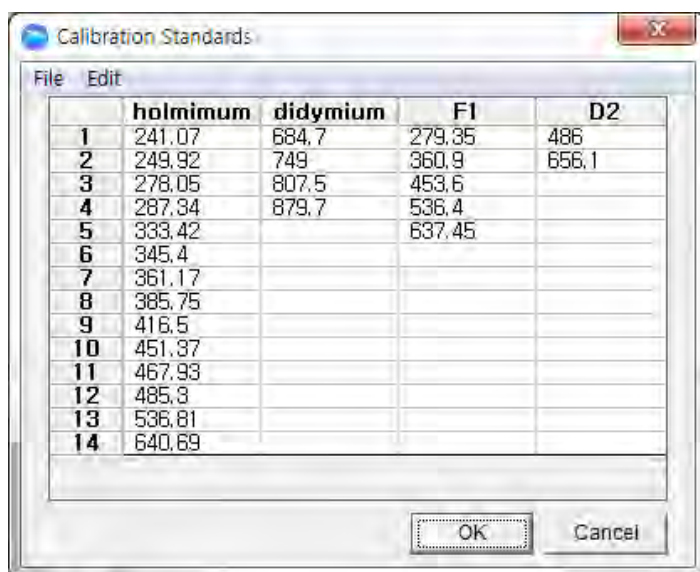 Calibration Standards
File Edit
holmimum didymium F1 D2
1 241.07 684.7 279.35 486
2 249.92 749 360.9 656.1
3 278.05 807.5 453.6
4 287.34 879.7 536.4
5 333.42 637.45
6 345.4
7 361.17
8 385.75
9 416.5
10 451.37
11 467.93
12 485.3
13 536.81
14 640.69
OK Cancel